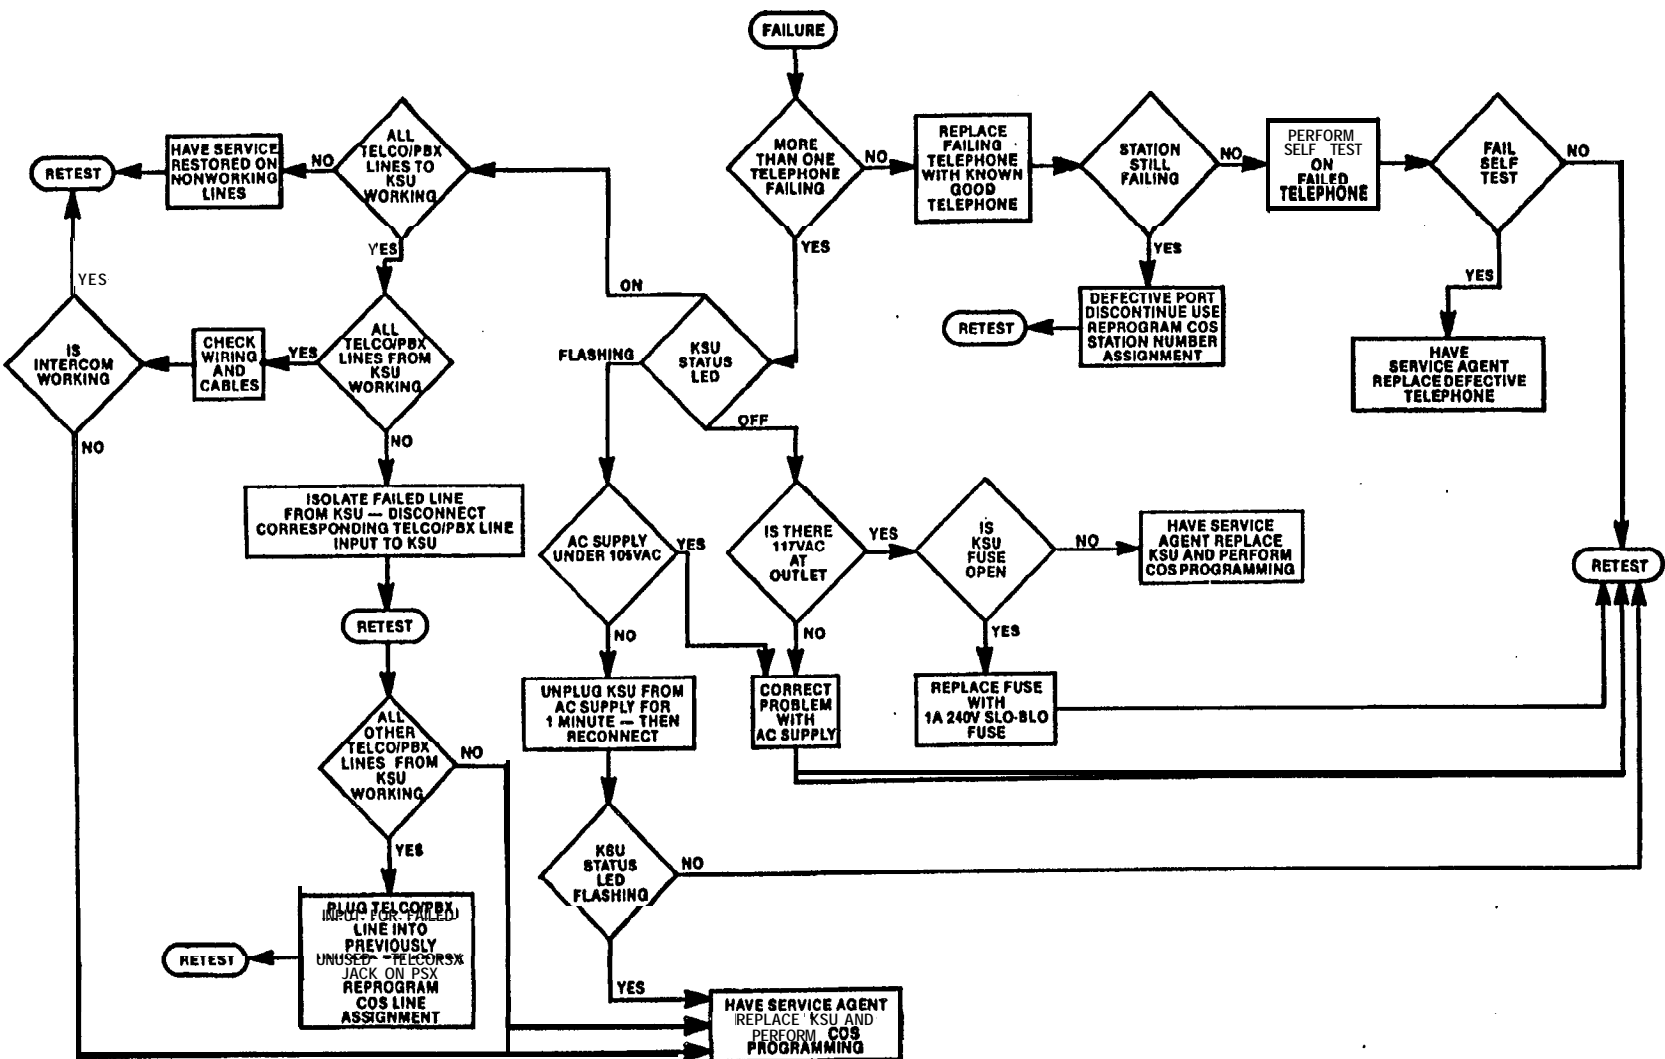 FAILURE
MORE
THAN ONE
TELEPHONE
FAILING
NO
YES
REPLACE
FAILING
TELEPHONE
WITH KNOWN
GOOD
TELEPHONE
STATION
STILL
FAILING
NO
YES
PERFORM
SELF TEST
ON
FAILED
TELEPHONE
FAIL
SELF
TEST
NO
YES
DEFECTIVE PORT
DISCONTINUE USE
REPROGRAM COS
STATION NUMBER
ASSIGNMENT
RETEST
HAVE
SERVICE AGENT
REPLACE DEFECTIVE
TELEPHONE
RETEST
HAVE SERVICE
RESTORED ON
NONWORKING
LINES
NO
ALL
TELCO/PBX
LINES TO
KSU
WORKING
YES
ON
KSU
STATUS
LED
FLASHING
OFF
YES
IS
INTERCOM
WORKING
NO
CHECK
WIRING
AND
CABLES
YES
ALL
TELCO/PBX
LINES FROM
KSU
WORKING
NO
ISOLATE FAILED LINE
FROM KSU — DISCONNECT
CORRESPONDING TELCO/PBX LINE
INPUT TO KSU
RETEST
ALL
OTHER
TELCO/PBX
LINES FROM
KSU
WORKING
NO
YES
PLUG TELCO/PBX
INPUT FOR FAILED
LINE INTO
PREVIOUSLY
UNUSED TELCORSX
JACK ON PSX
REPROGRAM
COS LINE
ASSIGNMENT
RETEST
AC SUPPLY
UNDER 105VAC
YES
NO
UNPLUG KSU FROM
AC SUPPLY FOR
1 MINUTE — THEN
RECONNECT
KSU
STATUS
LED
FLASHING
NO
YES
HAVE SERVICE AGENT
REPLACE KSU AND
PERFORM COS
PROGRAMMING
IS THERE
117VAC
AT
OUTLET
YES
NO
CORRECT
PROBLEM
WITH
AC SUPPLY
IS
KSU
FUSE
OPEN
NO
YES
HAVE SERVICE
AGENT REPLACE
KSU AND PERFORM
COS PROGRAMMING
REPLACE FUSE
WITH
1A 240V SLO-BLO
FUSE
RETEST